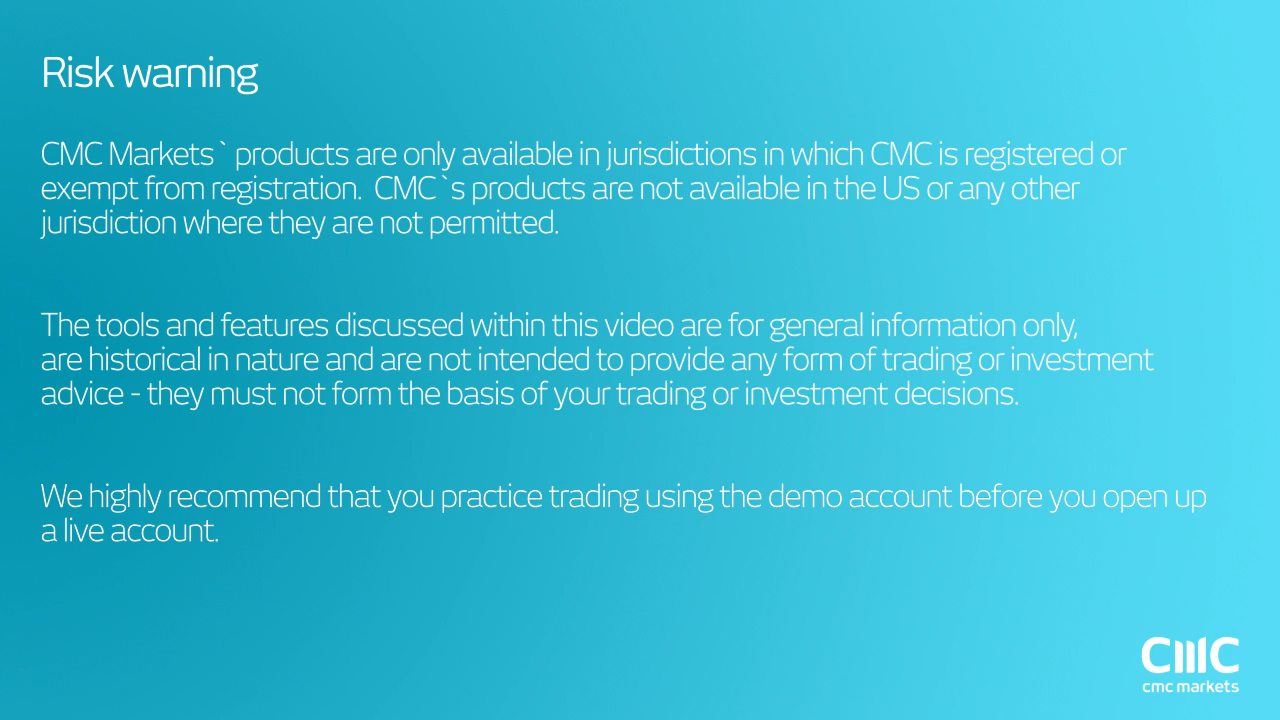 Risk warning
CMC Markets` products are only available in jurisdictions in which CMC is registered or
exempt from registration.  CMC`s products are not available in the US or any other
jurisdiction where they are not permitted.
The tools and features discussed within this video are for general information only,
are historical in nature and are not intended to provide any form of trading or investment
advice - they must not form the basis of your trading or investment decisions.
We highly recommend that you practice trading using the demo account before you open up
a live account.
CMC
cmc markets